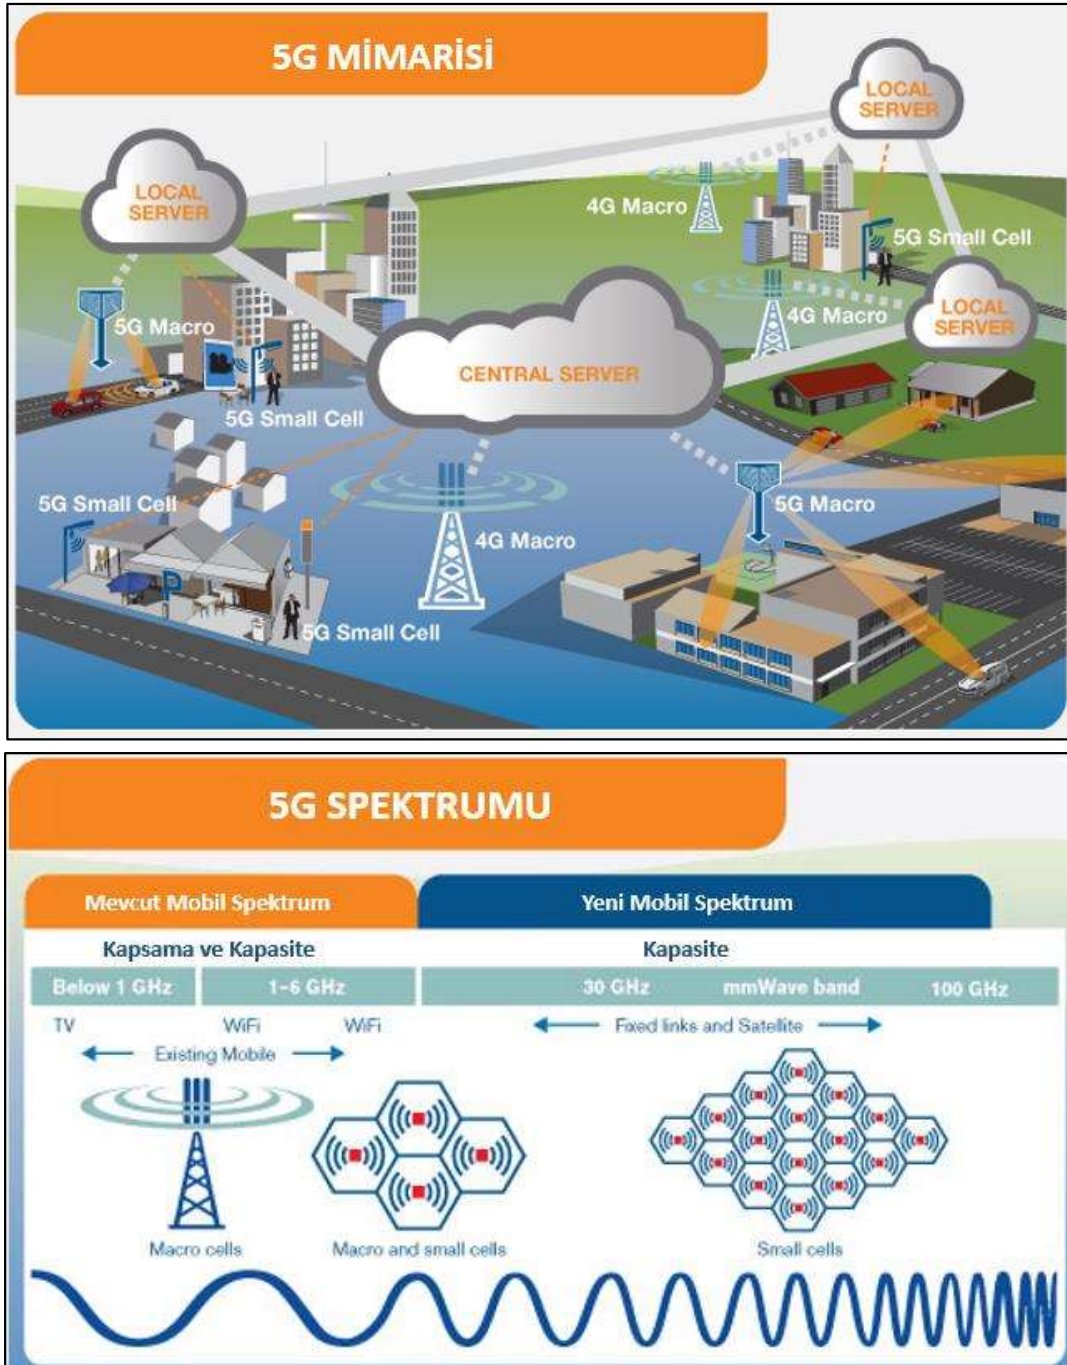 5G MİMARİSİ
LOCAL
SERVER
LOCAL
SERVER
4G Macro
5G Small Cell
LOCAL
SERVER
4G Macro
5G Macro
CENTRAL SERVER
5G Small Cell
5G Small Cell
5G Macro
4G Macro
P
5G Small Cell
5G SPEKTRUMU
Mevcut Mobil Spektrum
Yeni Mobil Spektrum
Kapsama ve Kapasite
Kapasite
Below 1 GHz
1–6 GHz
30 GHz
mmWave band
100 GHz
TV
WiFi
WiFi
Fixed links and Satellite
Existing Mobile
Macro cells
Macro and small cells
Small cells